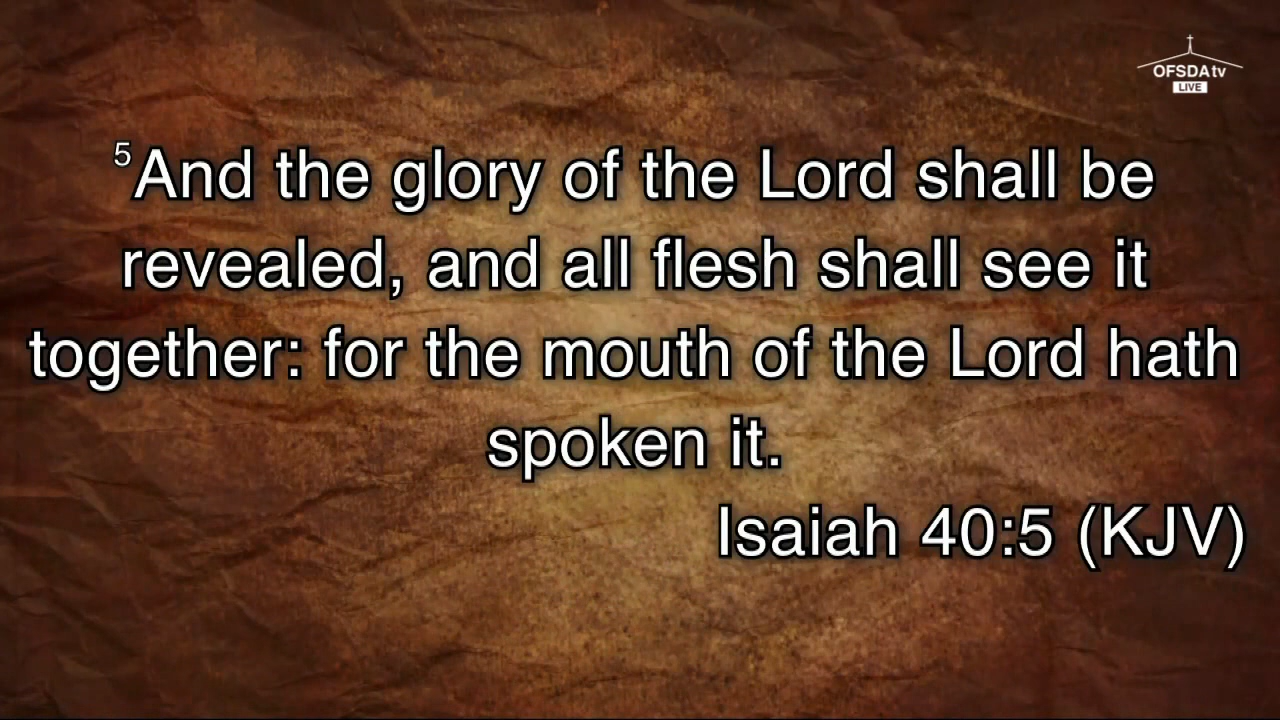 OFSDAtv
LIVE
5And the glory of the Lord shall be
revealed, and all flesh shall see it
together: for the mouth of the Lord hath
spoken it.
Isaiah 40:5 (KJV)